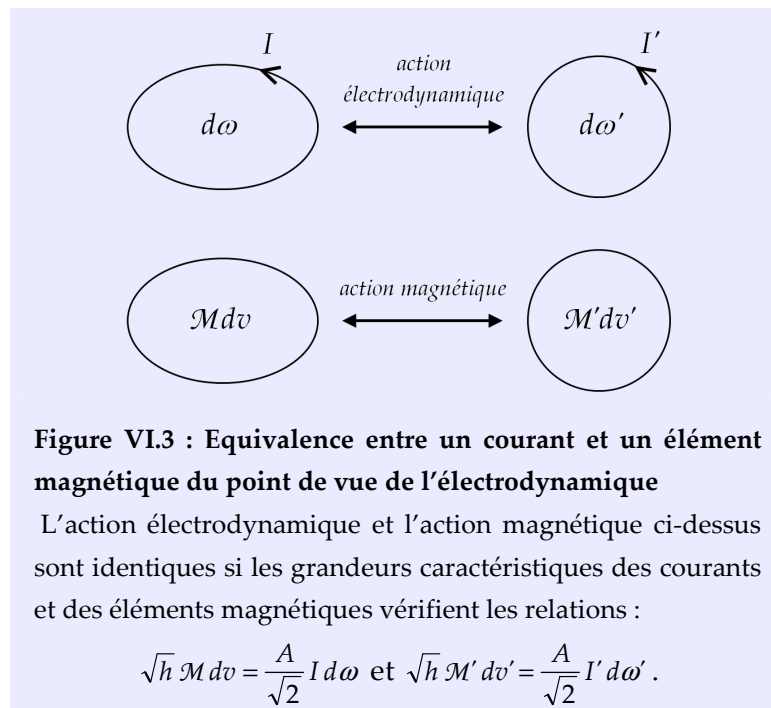 I
I′
action
électrodynamique
dω
dω′
action magnétique
ℳdv
ℳ′dv′
Figure VI.3 : Equivalence entre un courant et un élément
magnétique du point de vue de l’électrodynamique
L’action électrodynamique et l’action magnétique ci-dessus
sont identiques si les grandeurs caractéristiques des courants
et des éléments magnétiques vérifient les relations :
√h ℳ dv = A/√2 I dω et √h ℳ′ dv′ = A/√2 I′ dω′ .